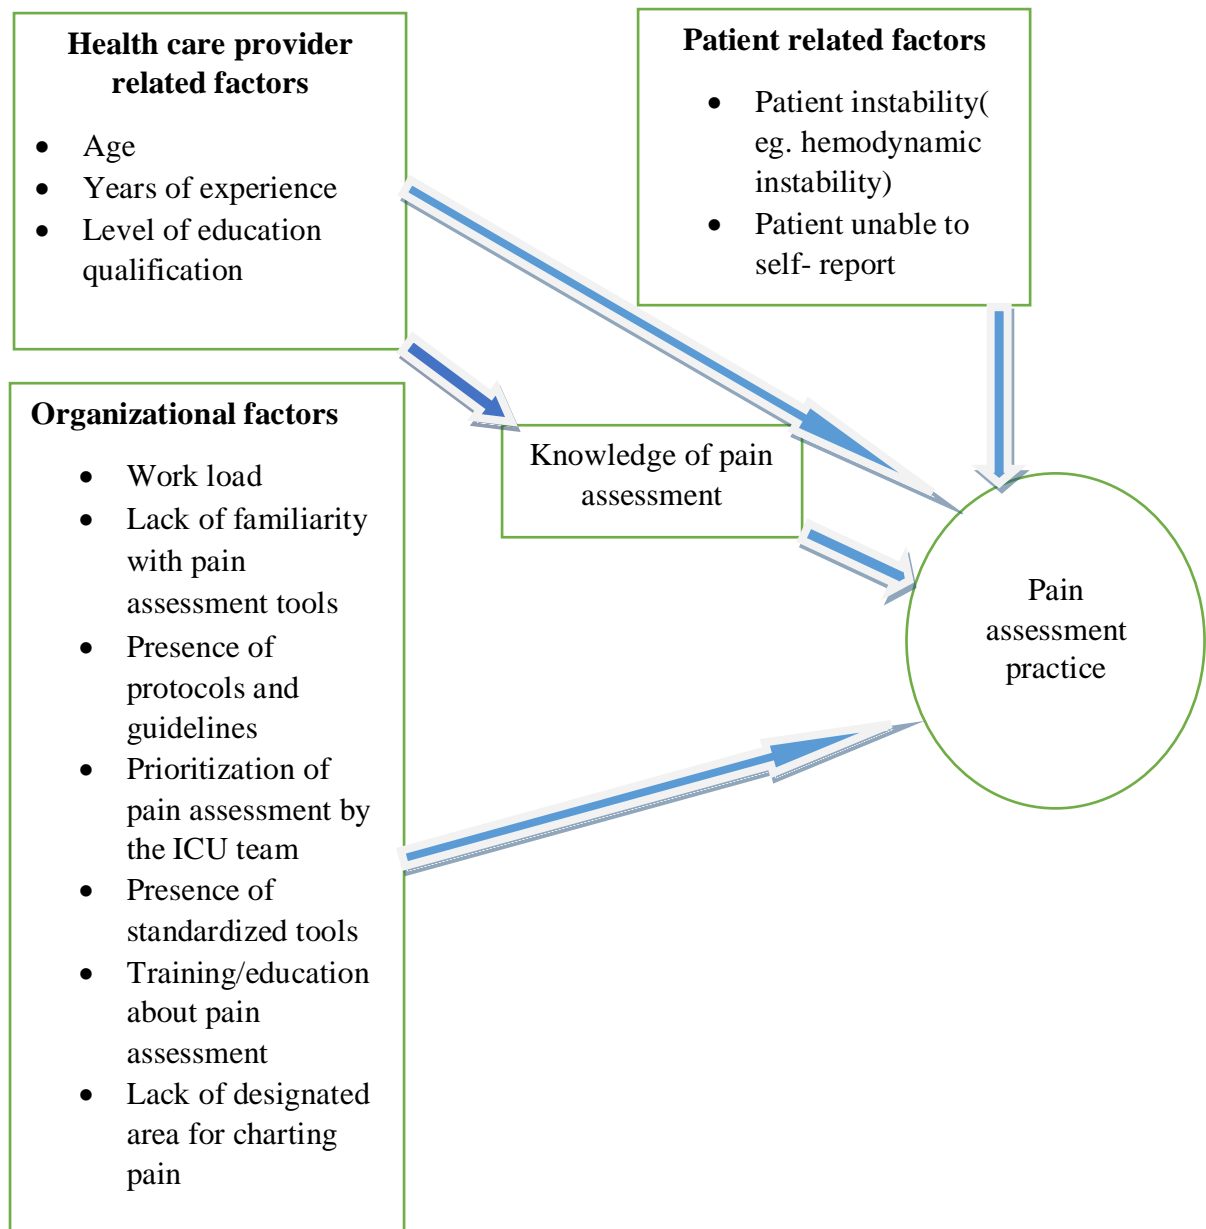 Health care provider
related factors
• Age
• Years of experience
• Level of education
qualification
Patient related factors
• Patient instability(
eg. hemodynamic
instability)
• Patient unable to
self- report
Organizational factors
• Work load
• Lack of familiarity
with pain
assessment tools
• Presence of
protocols and
guidelines
• Prioritization of
pain assessment by
the ICU team
• Presence of
standardized tools
• Training/education
about pain
assessment
• Lack of designated
area for charting
pain
Knowledge of pain
assessment
Pain
assessment
practice